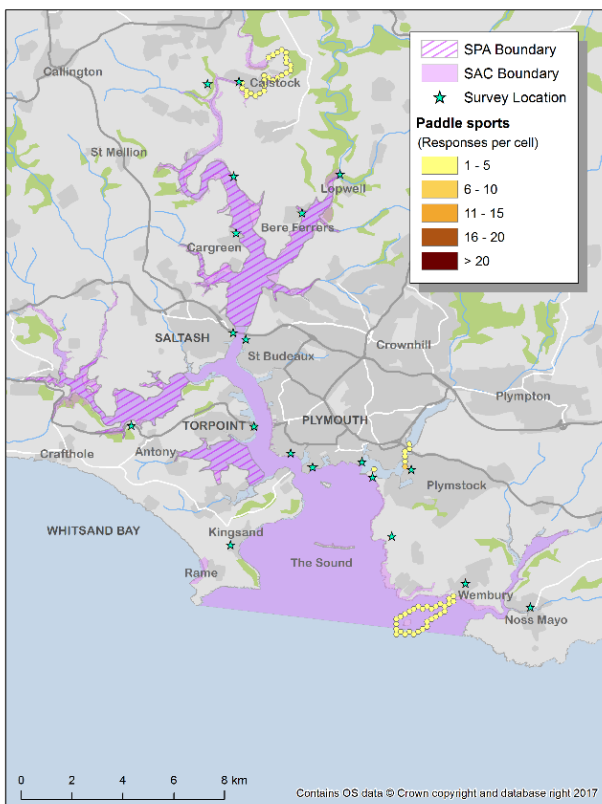 SPA Boundary
SAC Boundary
Survey Location
Paddle sports
(Responses per cell)
1 - 5
6 - 10
11 - 15
16 - 20
> 20
Callington
Calstock
St Mellion
Lopwell
Bere Ferrers
Cargreen
SALTASH
St Budeaux
Crownhill
Plympton
TORPOINT
PLYMOUTH
Crafthole
Antony
Plymstock
WHITSAND BAY
Kingsand
The Sound
Rame
Wembury
Noss Mayo
0 2 4 6 8 km
Contains OS data © Crown copyright and database right 2017